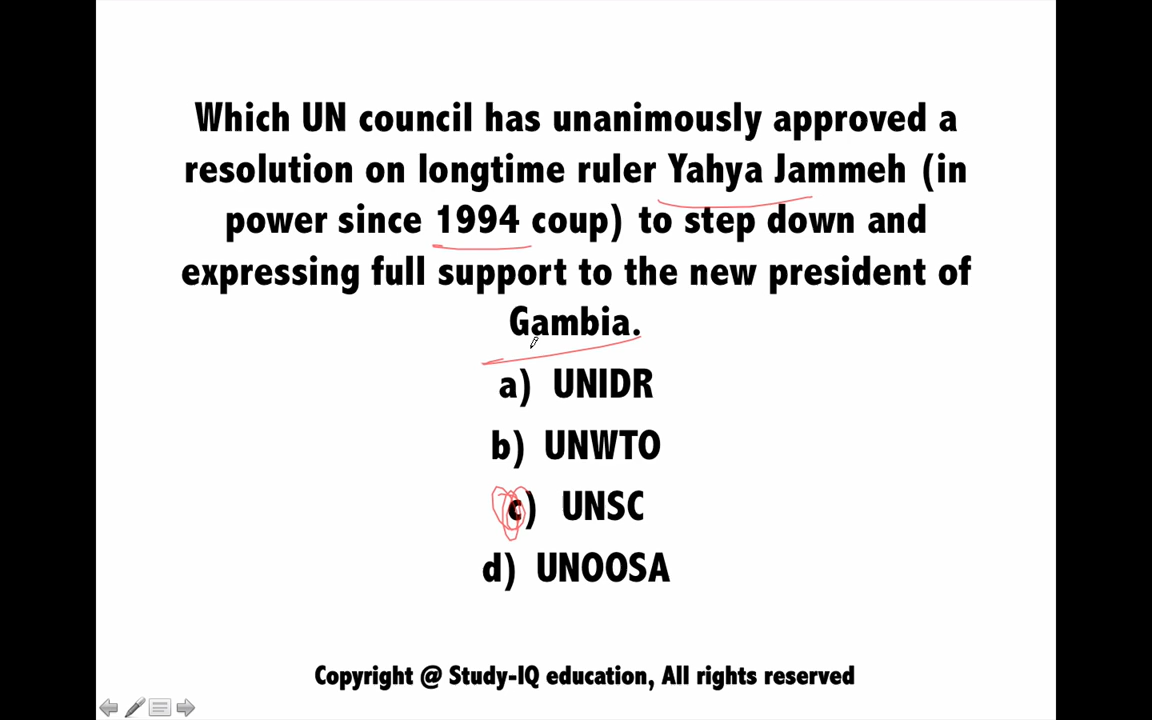 Which UN council has unanimously approved a
resolution on longtime ruler Yahya Jammeh (in
power since 1994 coup) to step down and
expressing full support to the new president of
Gambia.
a) UNIDR
b) UNWTO
c) UNSC
d) UNOOSA
Copyright @ Study-IQ education, All rights reserved